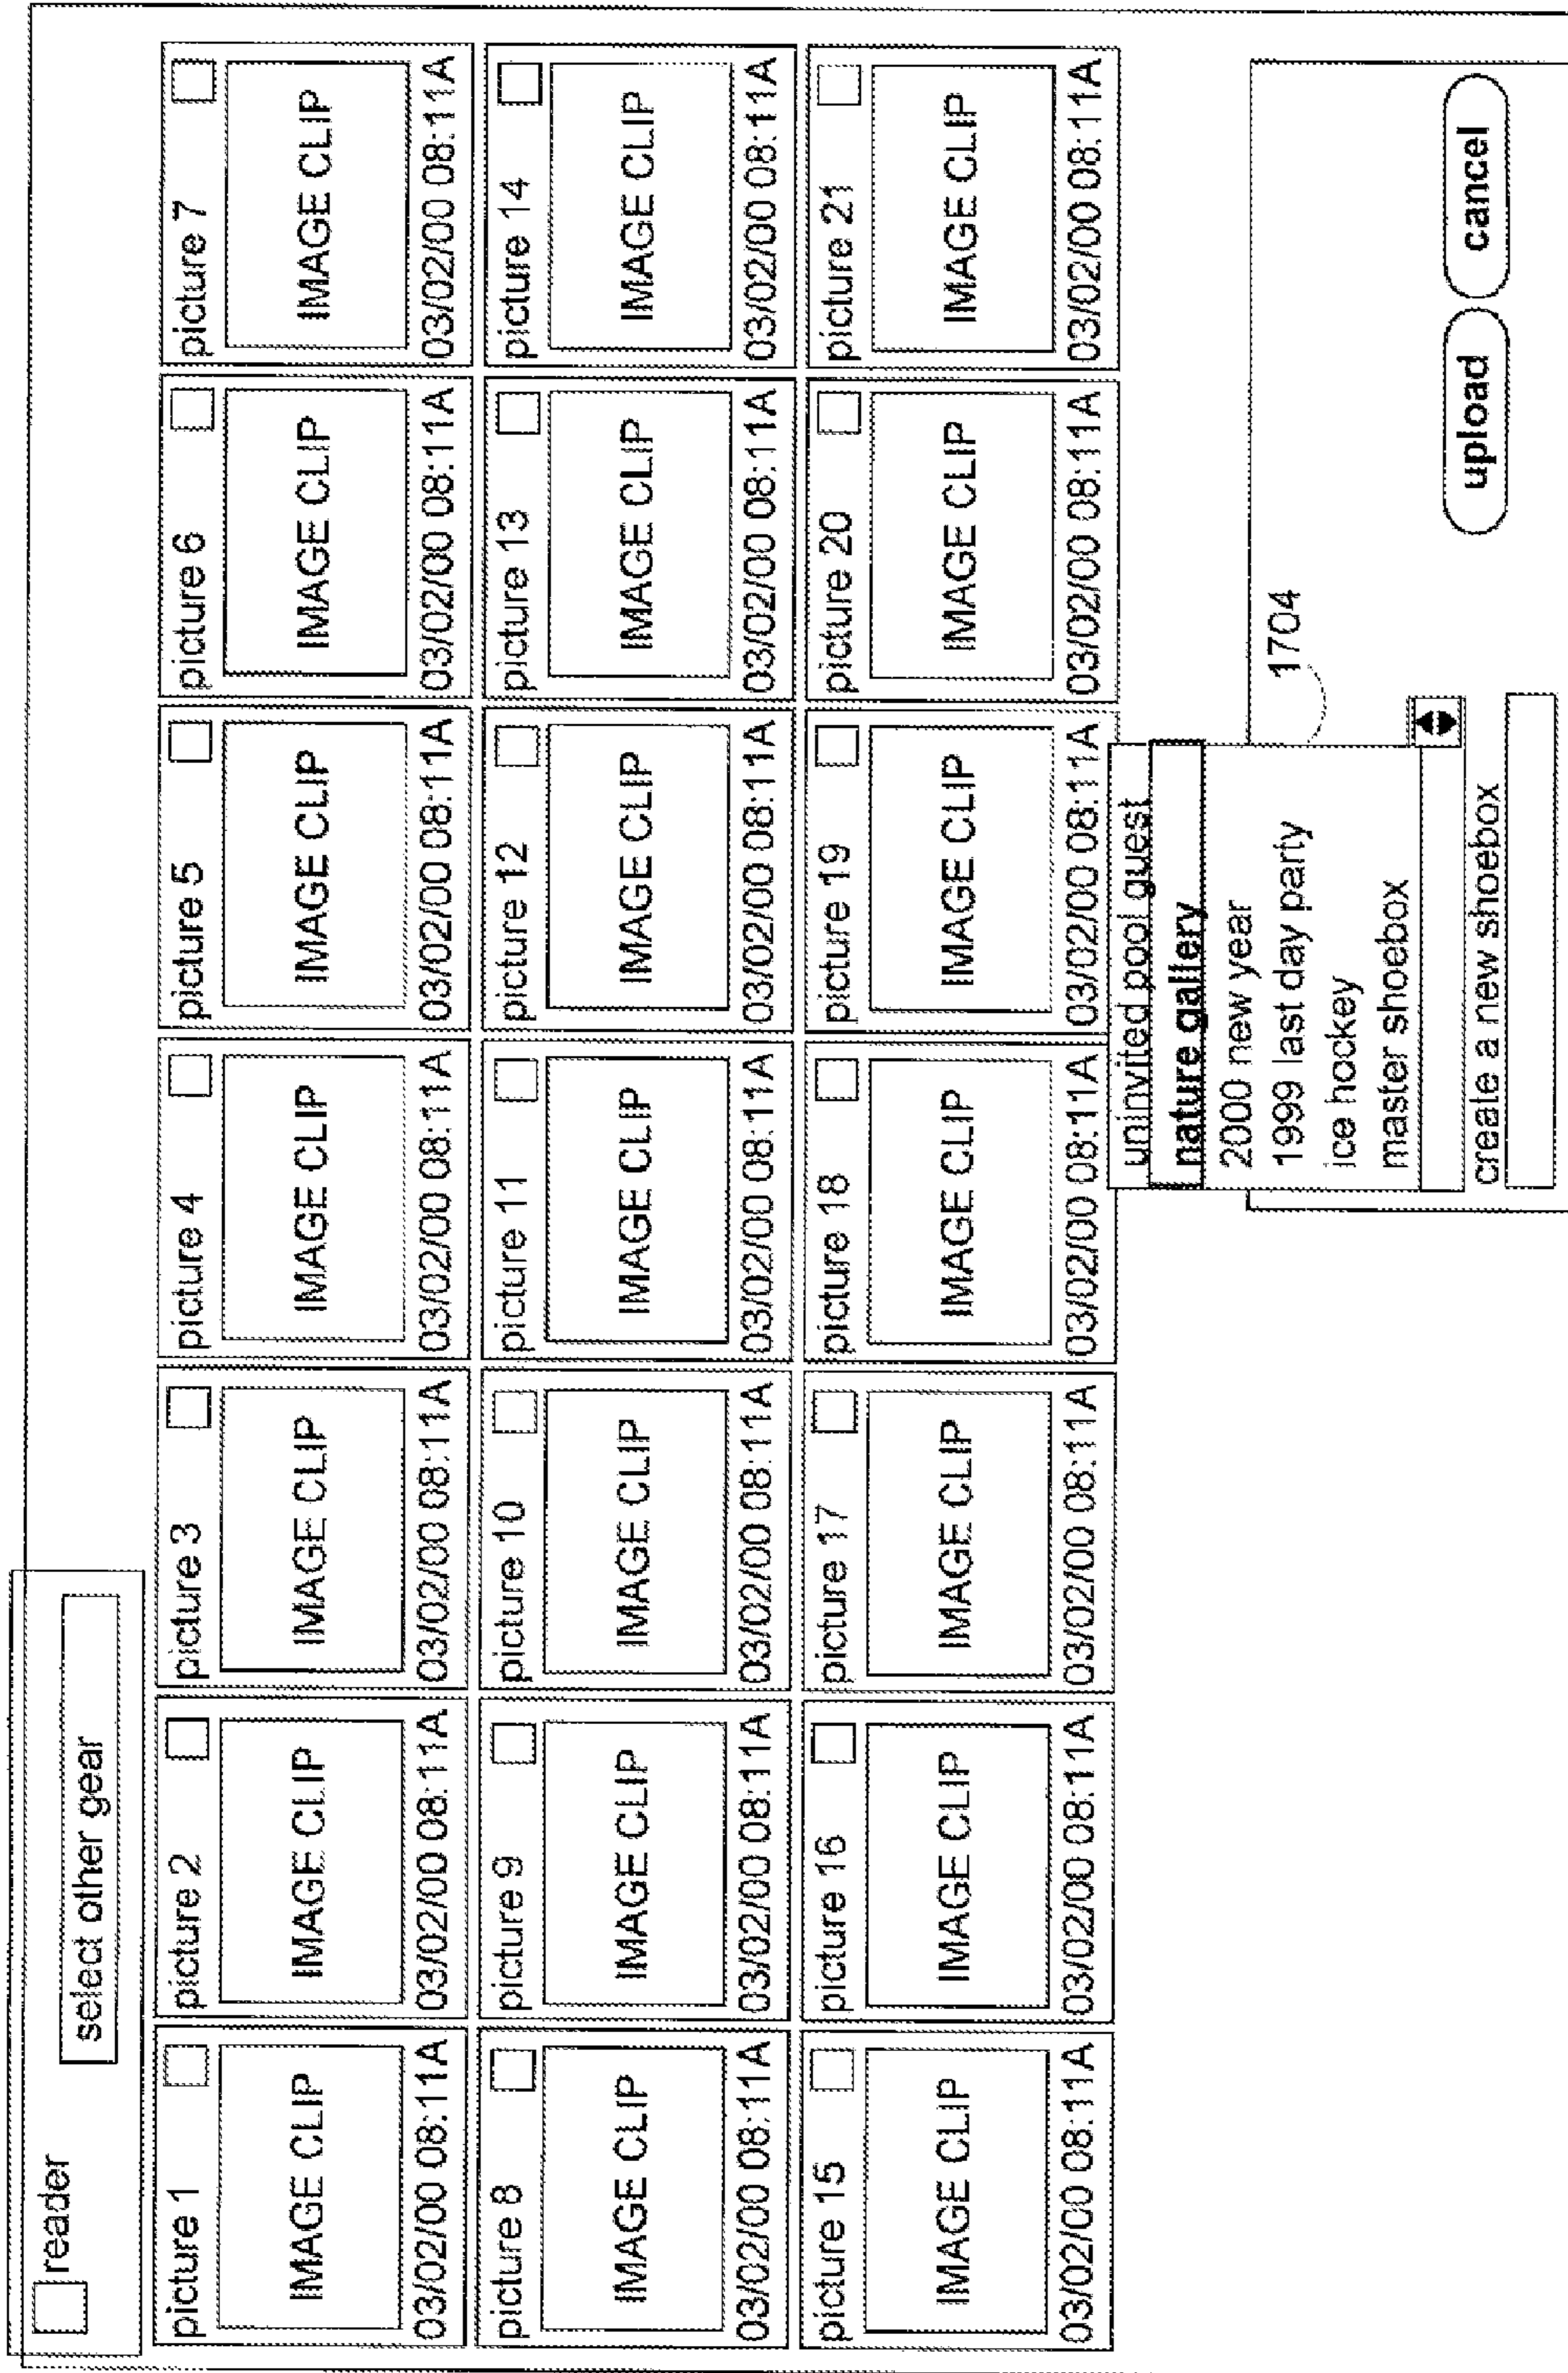 reader
select other gear
picture 1
IMAGE CLIP
03/02/00 08:11A
picture 2
IMAGE CLIP
03/02/00 08:11A
picture 3
IMAGE CLIP
03/02/00 08:11A
picture 4
IMAGE CLIP
03/02/00 08:11A
picture 5
IMAGE CLIP
03/02/00 08:11A
picture 6
IMAGE CLIP
03/02/00 08:11A
picture 7
IMAGE CLIP
03/02/00 08:11A
picture 8
IMAGE CLIP
03/02/00 08:11A
picture 9
IMAGE CLIP
03/02/00 08:11A
picture 10
IMAGE CLIP
03/02/00 08:11A
picture 11
IMAGE CLIP
03/02/00 08:11A
picture 12
IMAGE CLIP
03/02/00 08:11A
picture 13
IMAGE CLIP
03/02/00 08:11A
picture 14
IMAGE CLIP
03/02/00 08:11A
picture 15
IMAGE CLIP
03/02/00 08:11A
picture 16
IMAGE CLIP
03/02/00 08:11A
picture 17
IMAGE CLIP
03/02/00 08:11A
picture 18
IMAGE CLIP
03/02/00 08:11A
picture 19
IMAGE CLIP
03/02/00 08:11A
picture 20
IMAGE CLIP
03/02/00 08:11A
picture 21
IMAGE CLIP
03/02/00 08:11A
uninvited pool guest
nature gallery
2000 new year
1999 last day party
ice hockey
master shoebox
1704
create a new shoebox
upload
cancel